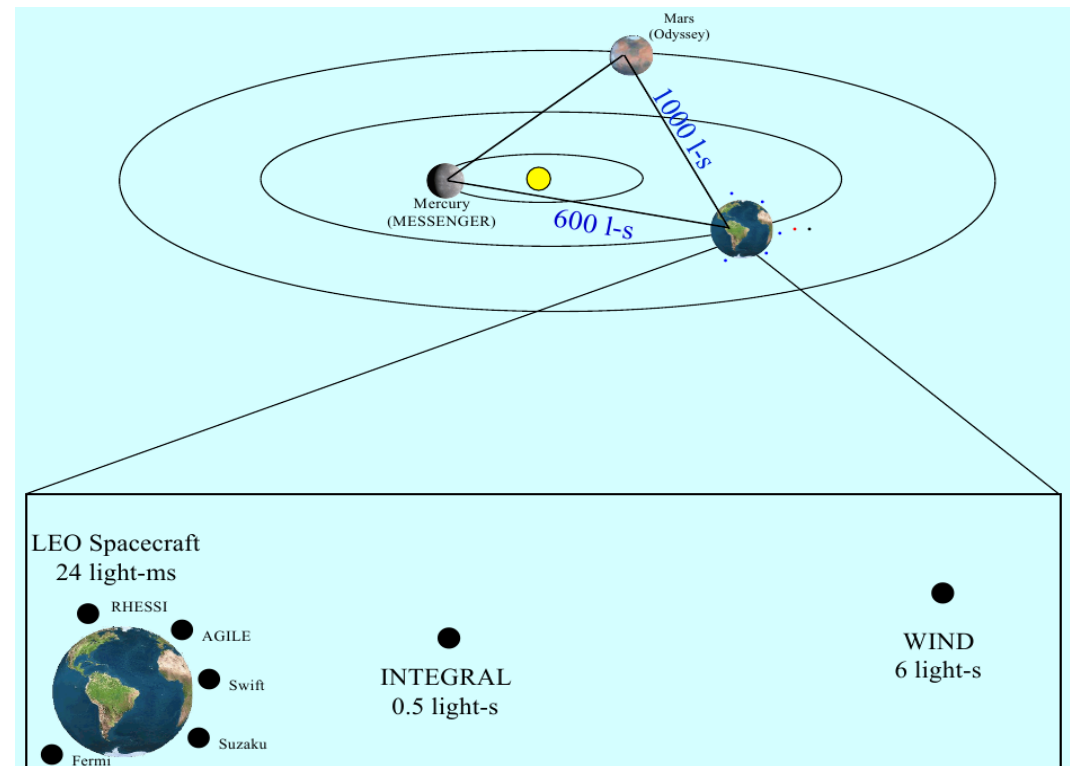 Mars
(Odyssey)
1000 l-s
Mercury
(MESSENGER)
600 l-s
LEO Spacecraft
24 light-ms
RHESSI
AGILE
Swift
Suzaku
Fermi
INTEGRAL
0.5 light-s
WIND
6 light-s